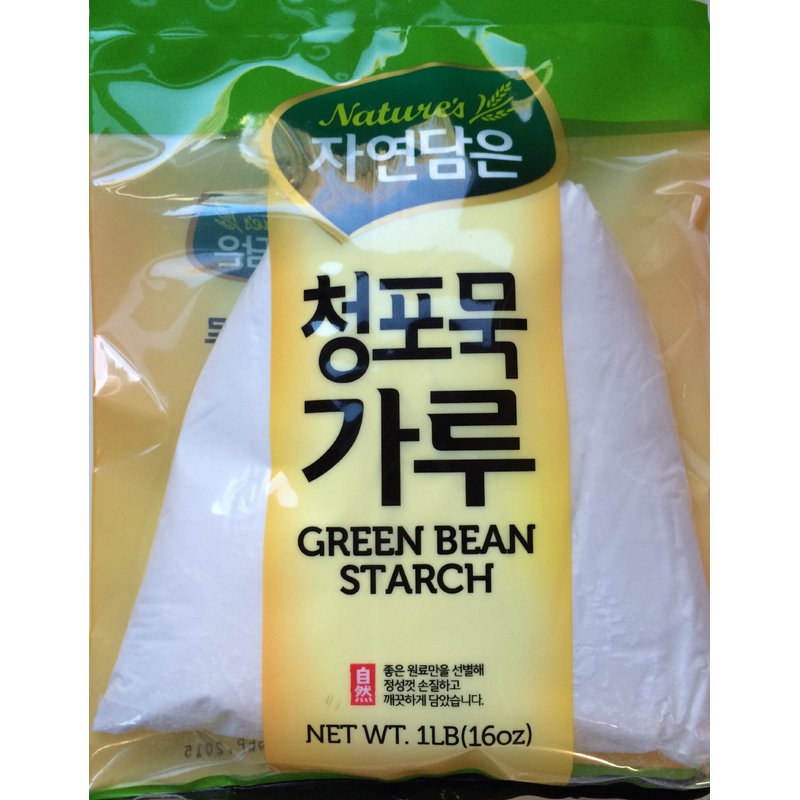 Nature's
자연담은
청포묵
가루
GREEN BEAN
STARCH
自然
좋은 원료만을 선별해
정성껏 손질하고
깨끗하게 담았습니다.
NET WT. 1LB(16oz)